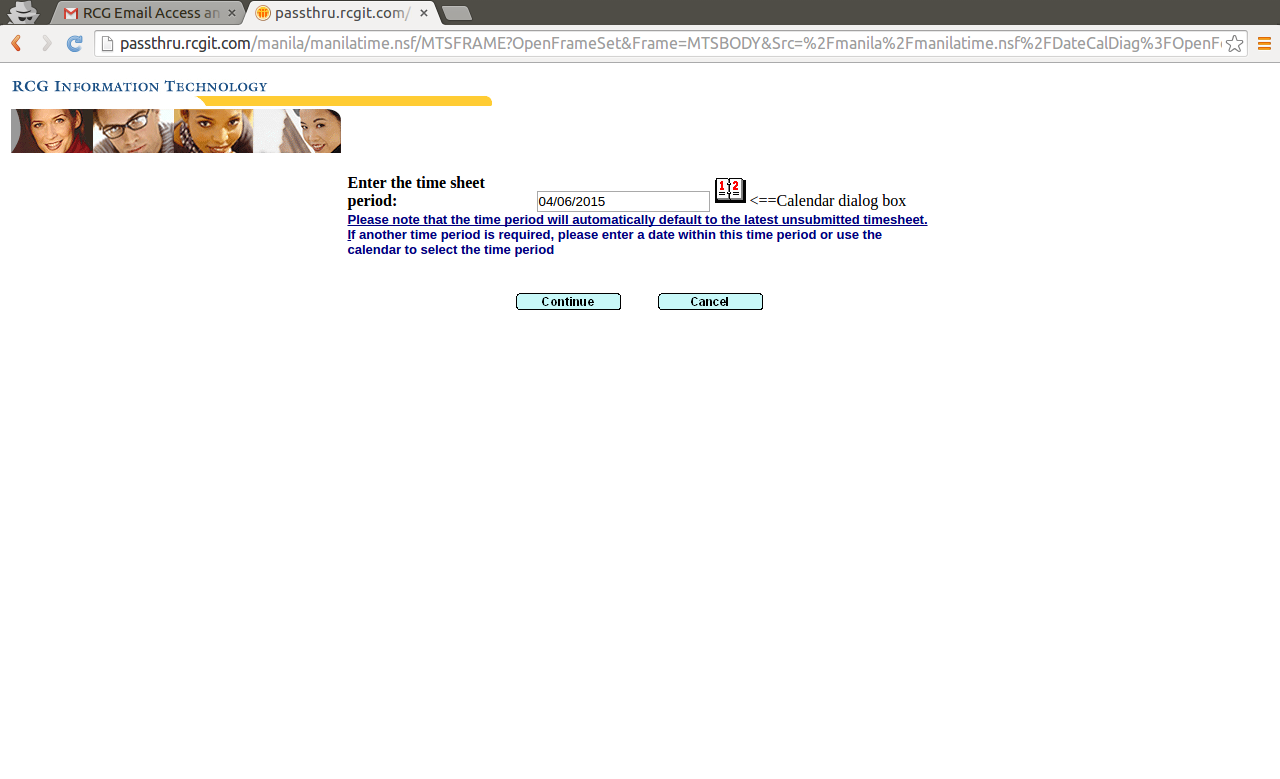 RCG Email Access an
passthru.rcgit.com/
passthru.rcgit.com/manila/manilatime.nsf/MTSFRAME?OpenFrameSet&Frame=MTSBODY&Src=%2Fmanila%2Fmanilatime.nsf%2FDateCalDiag%3FOpenF
RCG Information Technology
Enter the time sheet
period:
04/06/2015
1 2
<==Calendar dialog box
Please note that the time period will automatically default to the latest unsubmitted timesheet.
If another time period is required, please enter a date within this time period or use the
calendar to select the time period
Continue
Cancel